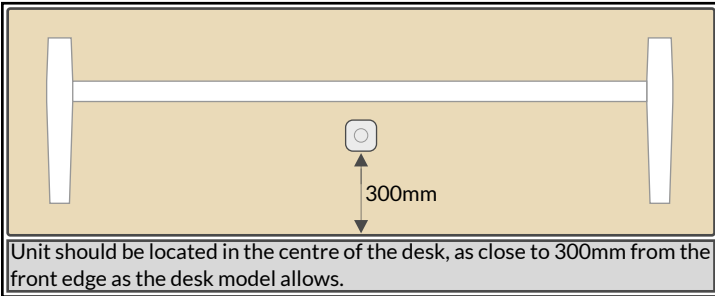 300mm
Unit should be located in the centre of the desk, as close to 300mm from the
front edge as the desk model allows.